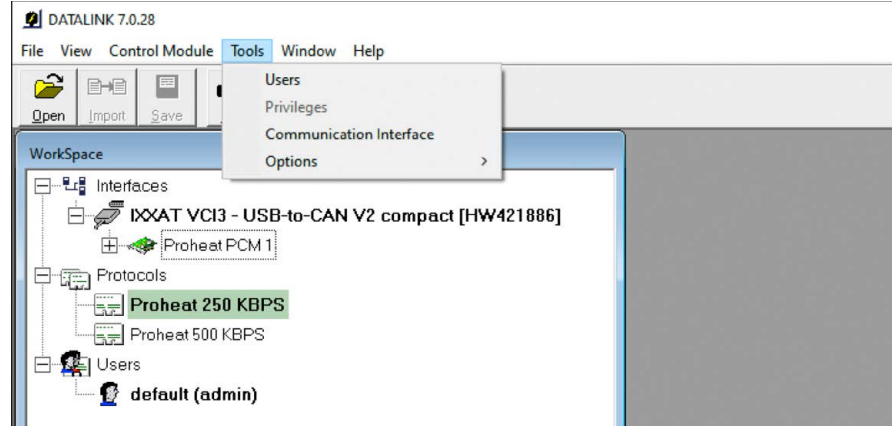 DATALINK 7.0.28
File View Control Module Tools Window Help
Open Import Save
Users
Privileges
Communication Interface
Options
WorkSpace
Interfaces
IXXAT VCI3 - USB-to-CAN V2 compact [HW421886]
Proheat PCM 1
Protocols
Proheat 250 KBPS
Proheat 500 KBPS
Users
default (admin)